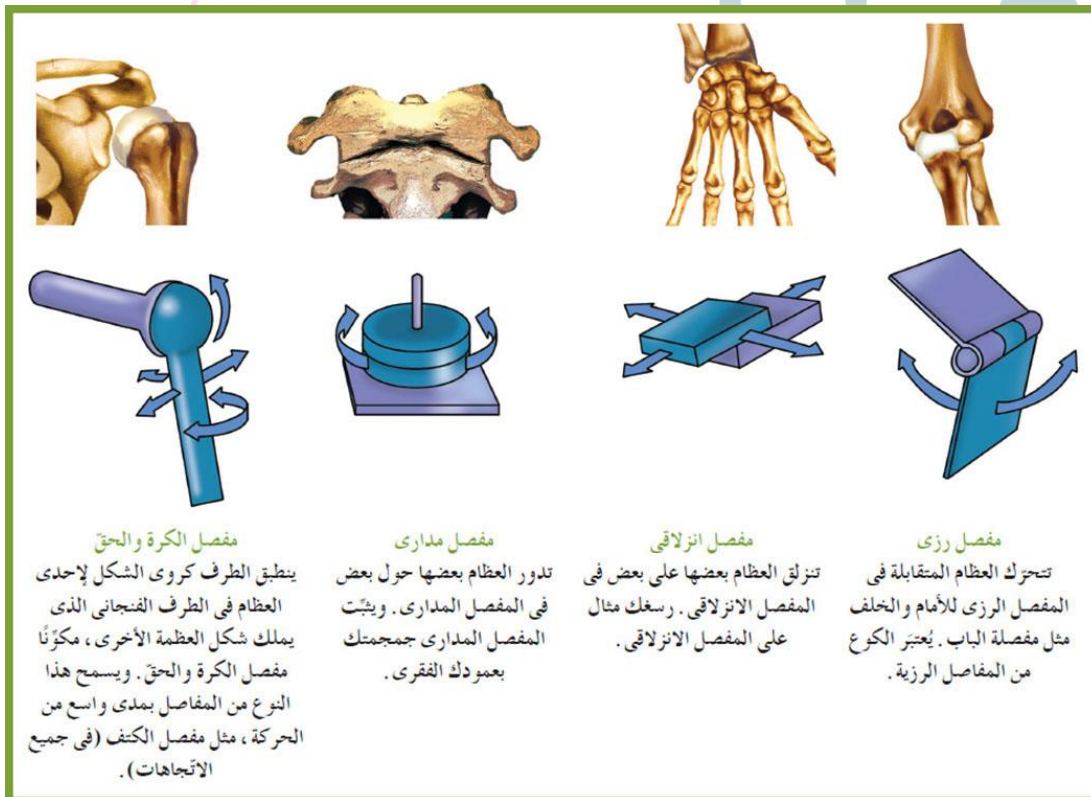 مفصل رزى
تتحرّك العظام المتقابلة فى
المفصل الرزى للأمام والخلف
مثل مفصلة الباب . يُعتبَر الكوع
من المفاصل الرزية .
مفصل انزلاقى
تنزلق العظام بعضها على بعض فى
المفصل الانزلاقى . رسغك مثال
على المفصل الانزلاقى .
مفصل مدارى
تدور العظام بعضها حول بعض
فى المفصل المدارى . ويثبّت
المفصل المدارى جمجمتك
بعمودك الفقرى .
مفصل الكرة والحقّ
ينطبق الطرف كروى الشكل لإحدى
العظام فى الطرف الفنجانى الذى
يملك شكل العظمة الأخرى ، مكوّنًا
مفصل الكرة والحقّ . ويسمح هذا
النوع من المفاصل بمدى واسع من
الحركة ، مثل مفصل الكتف (فى جميع
الاتّجاهات) .